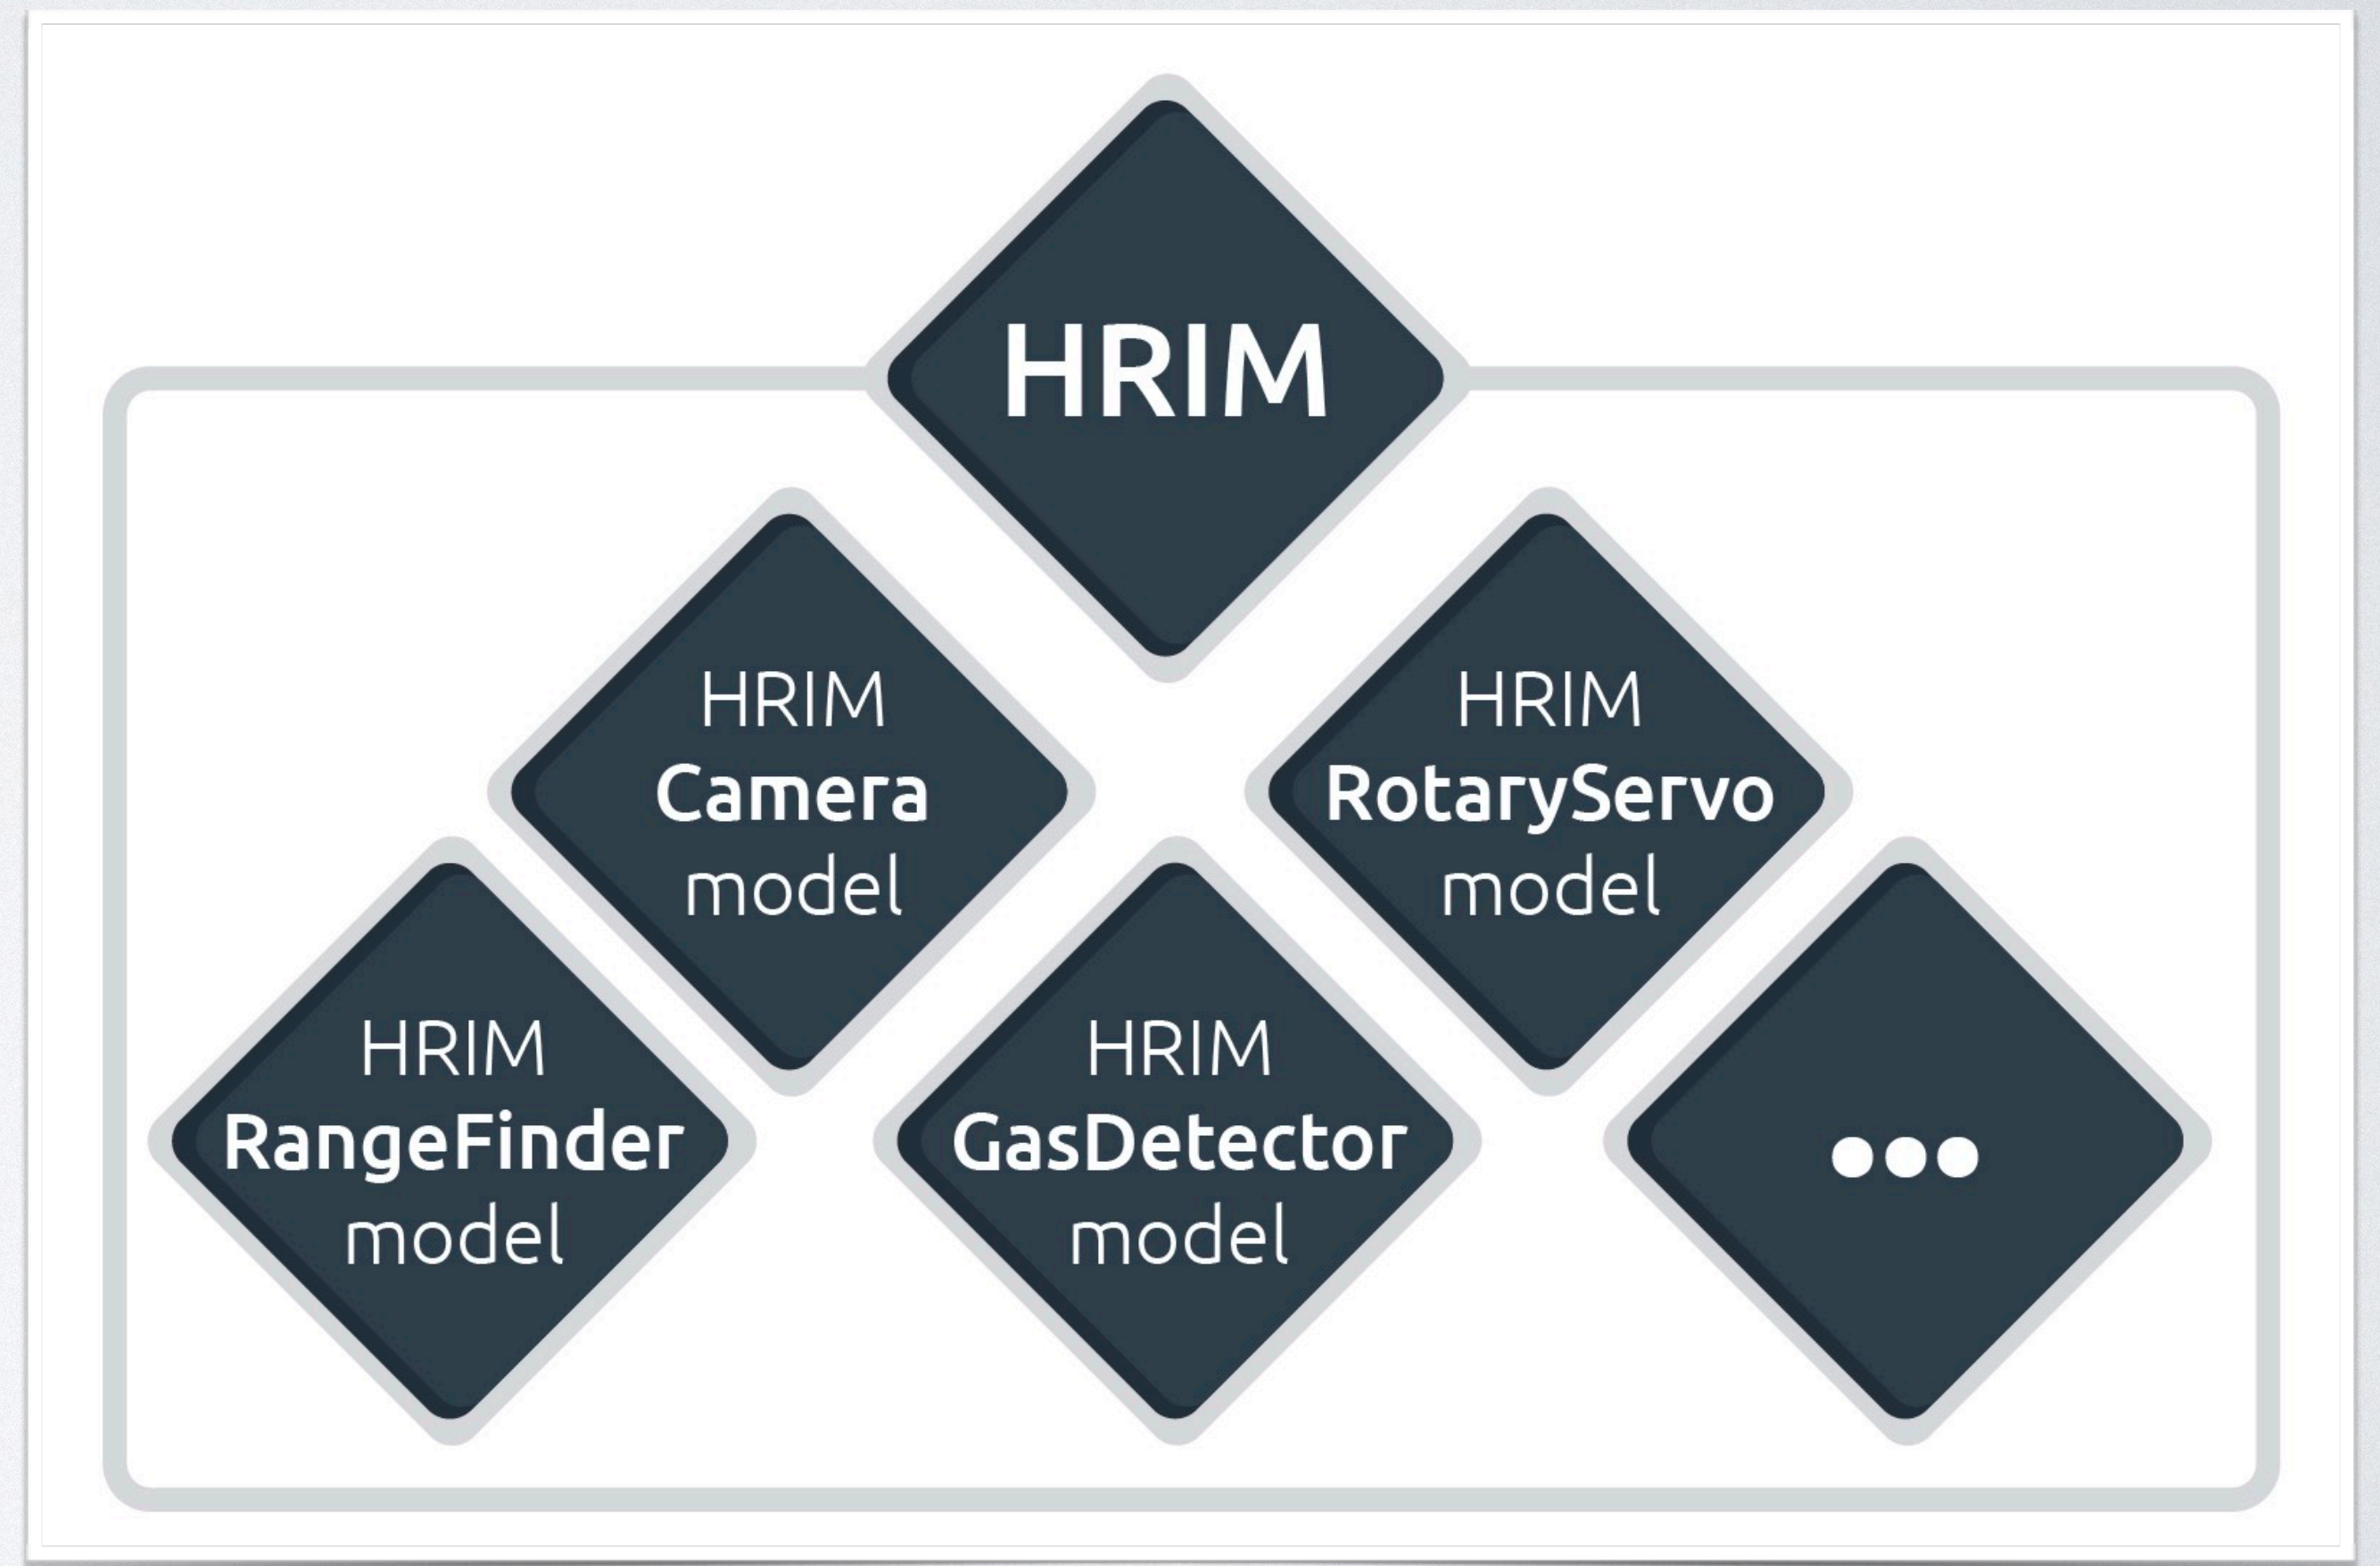 HRIM
HRIM
Camera
model
HRIM
RotaryServo
model
HRIM
RangeFinder
model
HRIM
GasDetector
model
...